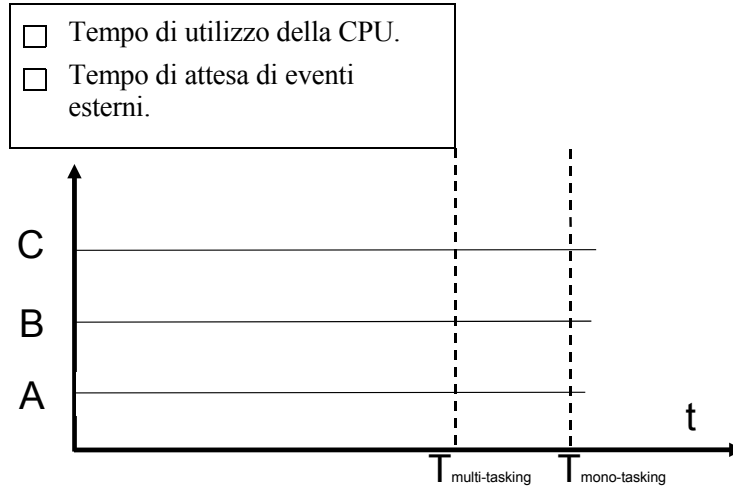 Tempo di utilizzo della CPU.
Tempo di attesa di eventi
esterni.
C
B
A
t
T multi-tasking T mono-tasking